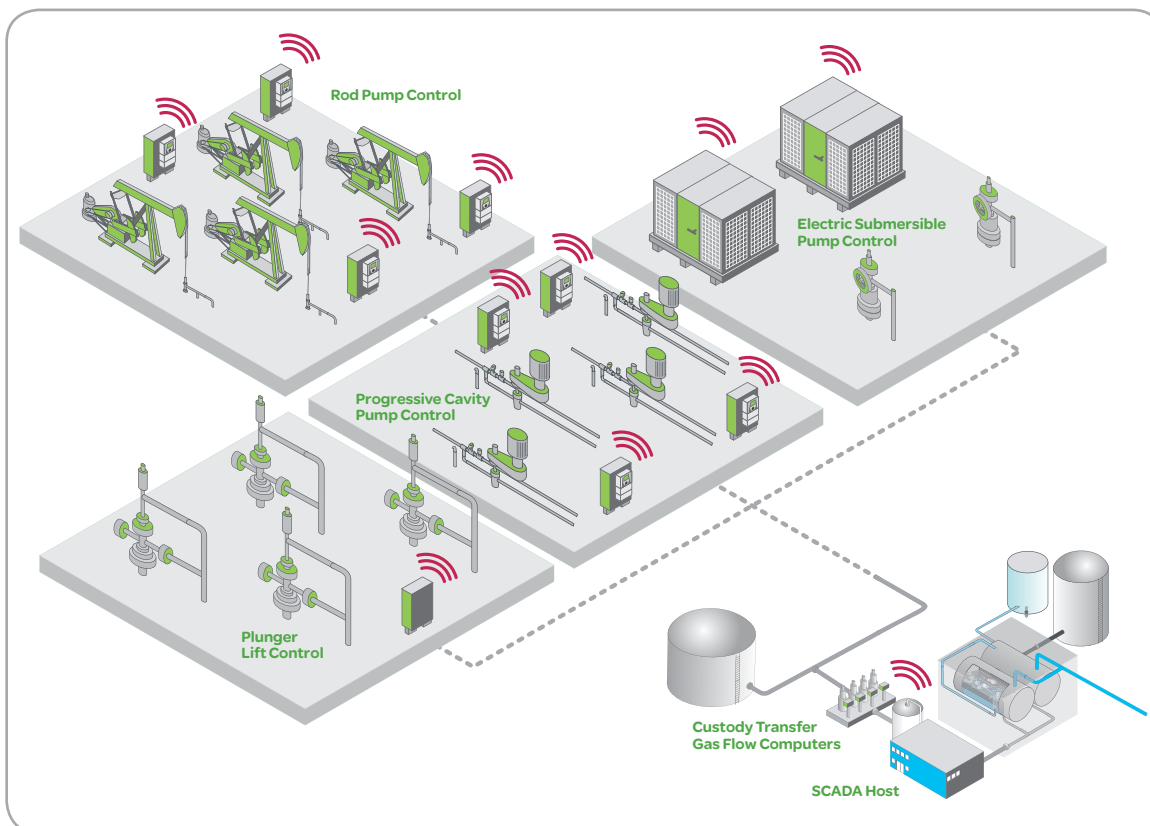 Rod Pump Control
Electric Submersible
Pump Control
Progressive Cavity
Pump Control
Plunger
Lift Control
Custody Transfer
Gas Flow Computers
SCADA Host